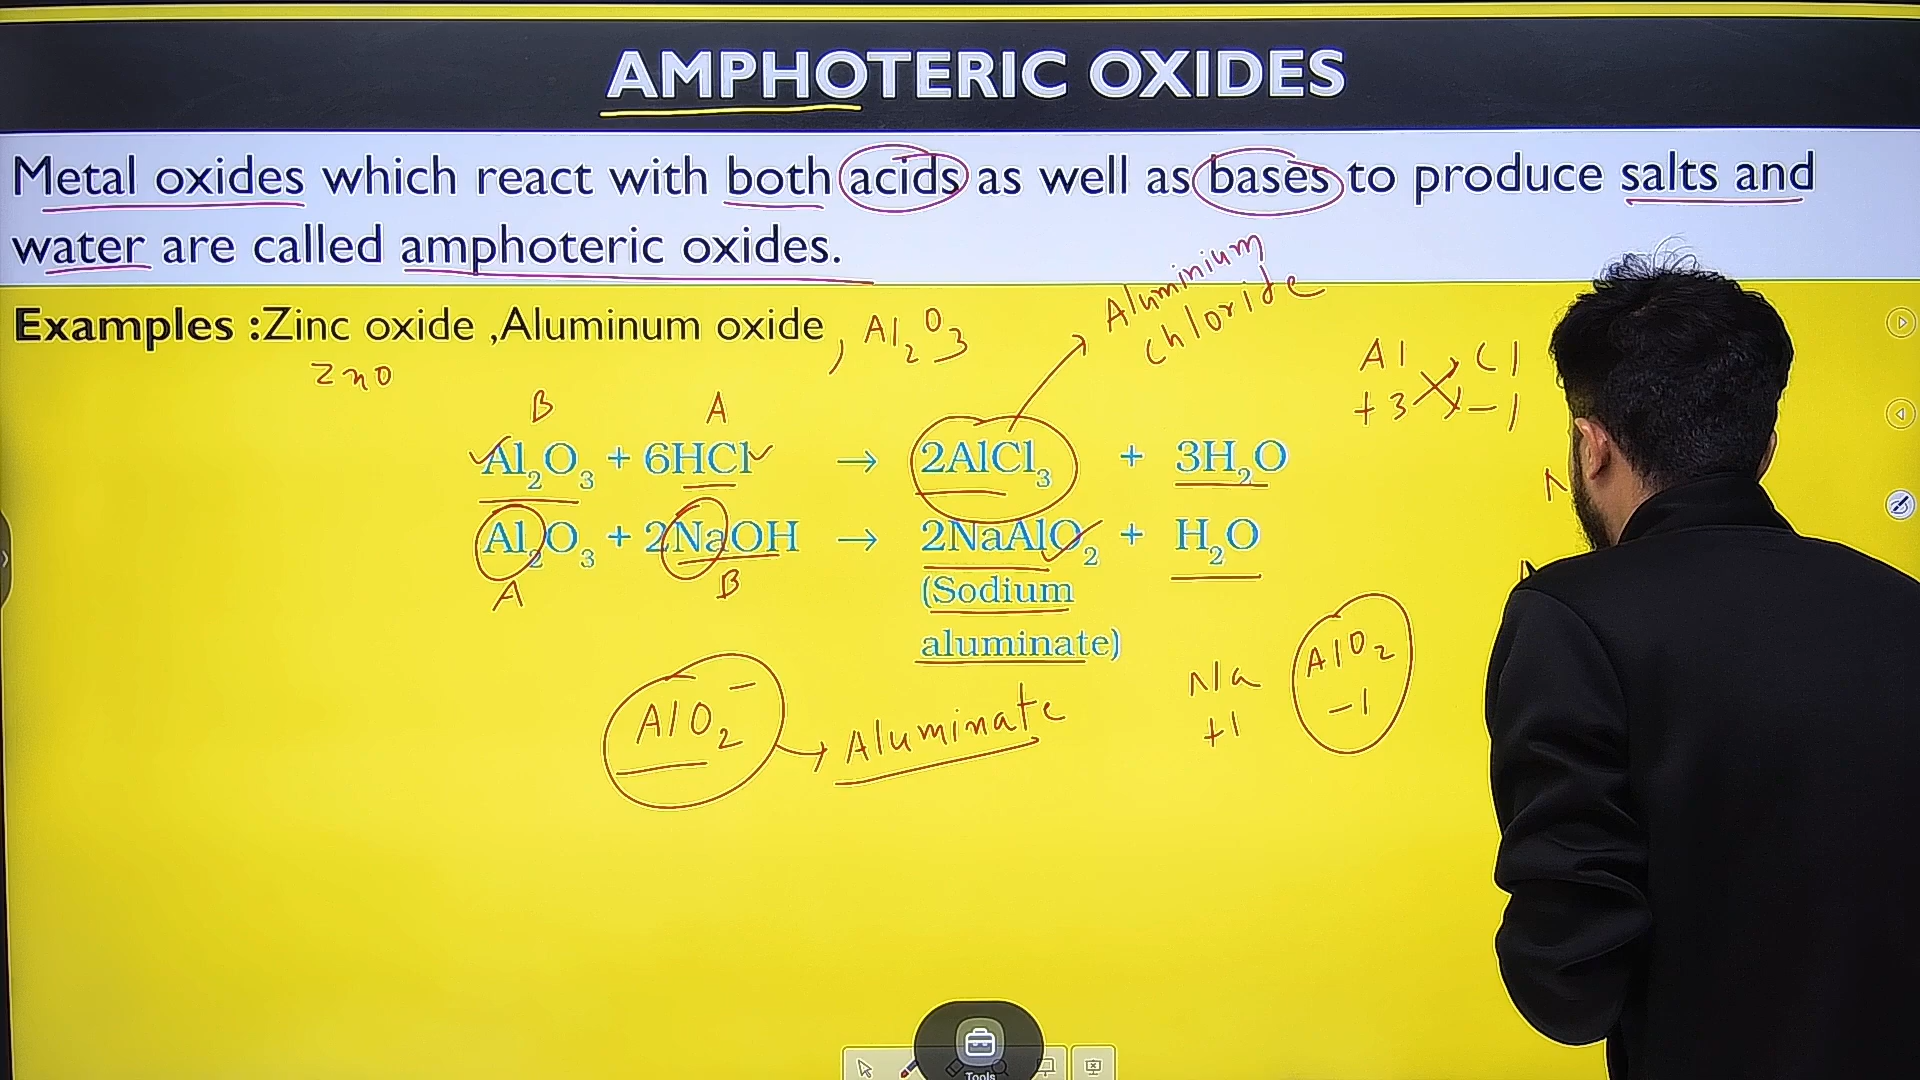 AMPHOTERIC OXIDES
Metal oxides which react with both acids as well as bases to produce salts and
water are called amphoteric oxides.
Examples :Zinc oxide ,Aluminum oxide , Al2O3
ZnO
Aluminium
chloride
Al Cl
+3 -1
B A
Al₂O₃ + 6HCl → 2AlCl₃ + 3H₂O
Al₂O₃ + 2NaOH → 2NaAlO₂ + H₂O
A B
(Sodium
aluminate)
AlO₂⁻ → Aluminate
Na AlO₂
+1 -1
Tools